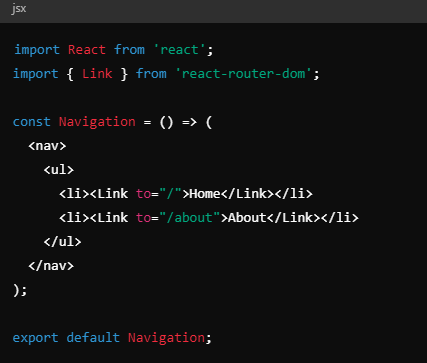 jsx
import React from 'react';
import { Link } from 'react-router-dom';
const Navigation = () => (
  <nav>
    <ul>
      <li><Link to="/">Home</Link></li>
      <li><Link to="/about">About</Link></li>
    </ul>
  </nav>
);
export default Navigation;